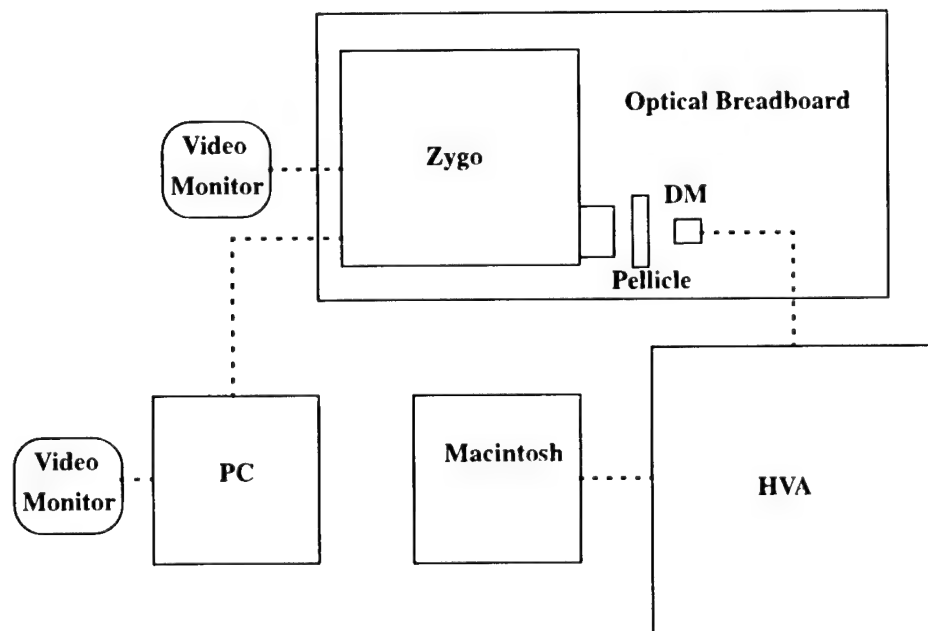 Optical Breadboard
Video
Monitor
Zygo
DM
Pellicle
Video
Monitor
PC
Macintosh
HVA